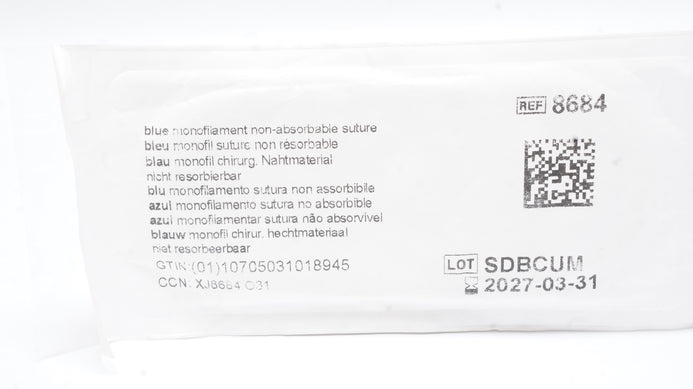 REF 8684
blue monofilament non-absorbable suture
bleu monofil suture non résorbable
blau monofil chirurg. Nahtmaterial
nicht resorbierbar
blu monofilamento sutura non assorbibile
azul monofilamento sutura no absorbible
azul monofilamentar sutura não absorvível
blauw monofil chirur. hechtmateriaal
niet resorbeerbaar
GTIN:(01)10705031018945
CCN: XJ8684.O31
LOT SDBCUM
2027-03-31